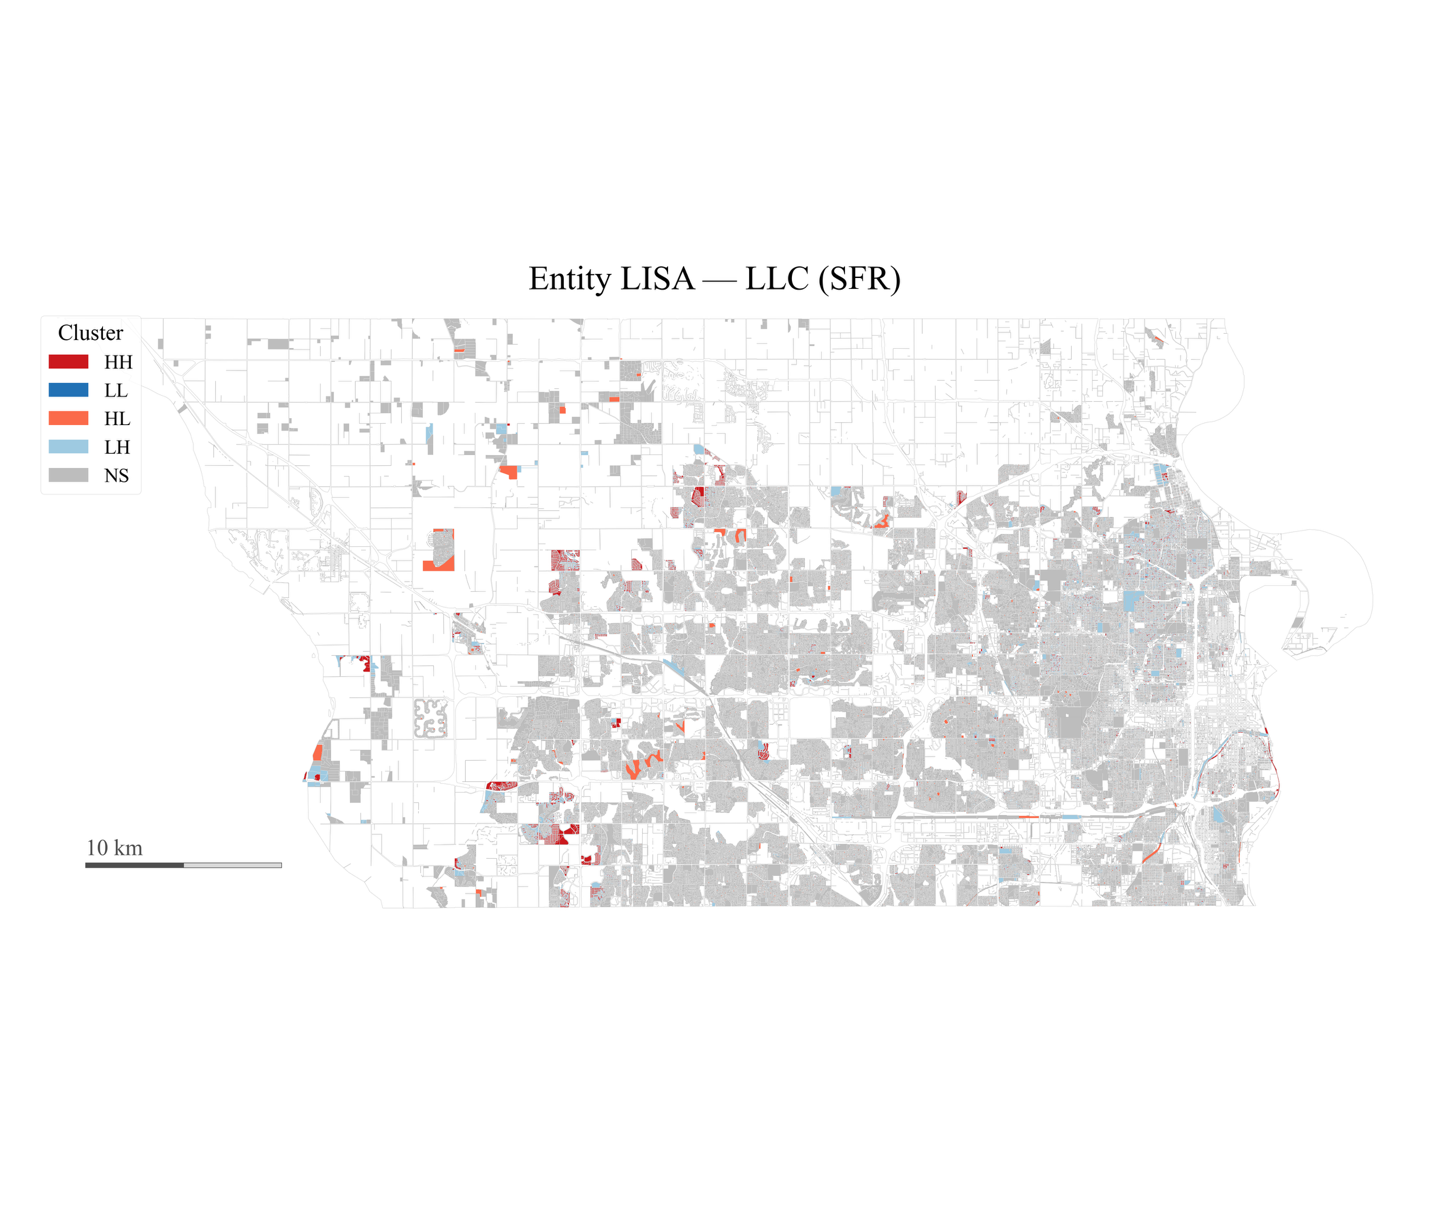 Entity LISA — LLC (SFR)
Cluster
HH
LL
HL
LH
NS
10 km